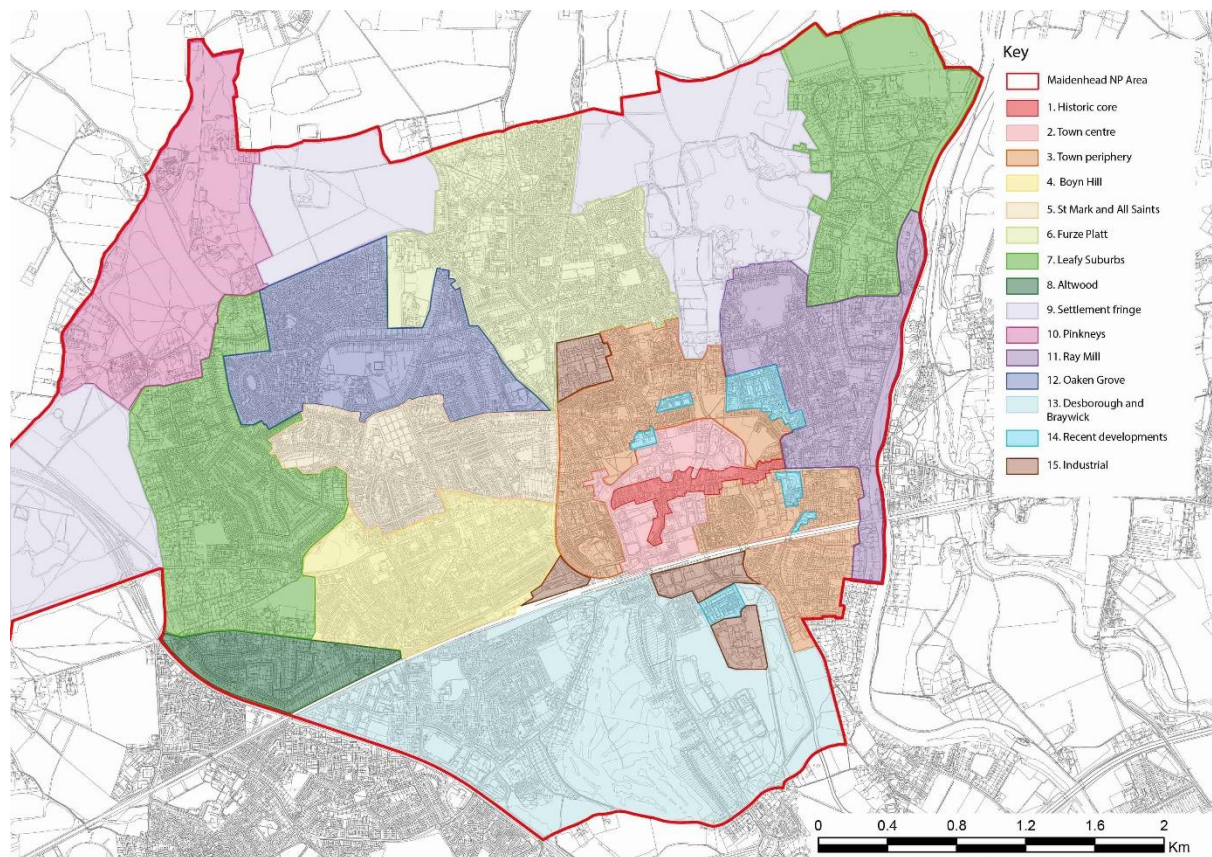 Key
Maidenhead NP Area
1. Historic core
2. Town centre
3. Town periphery
4. Boyn Hill
5. St Mark and All Saints
6. Furze Platt
7. Leafy Suburbs
8. Altwood
9. Settlement fringe
10. Pinkneys
11. Ray Mill
12. Oaken Grove
13. Desborough and
Braywick
14. Recent developments
15. Industrial
0 0.4 0.8 1.2 1.6 2
Km